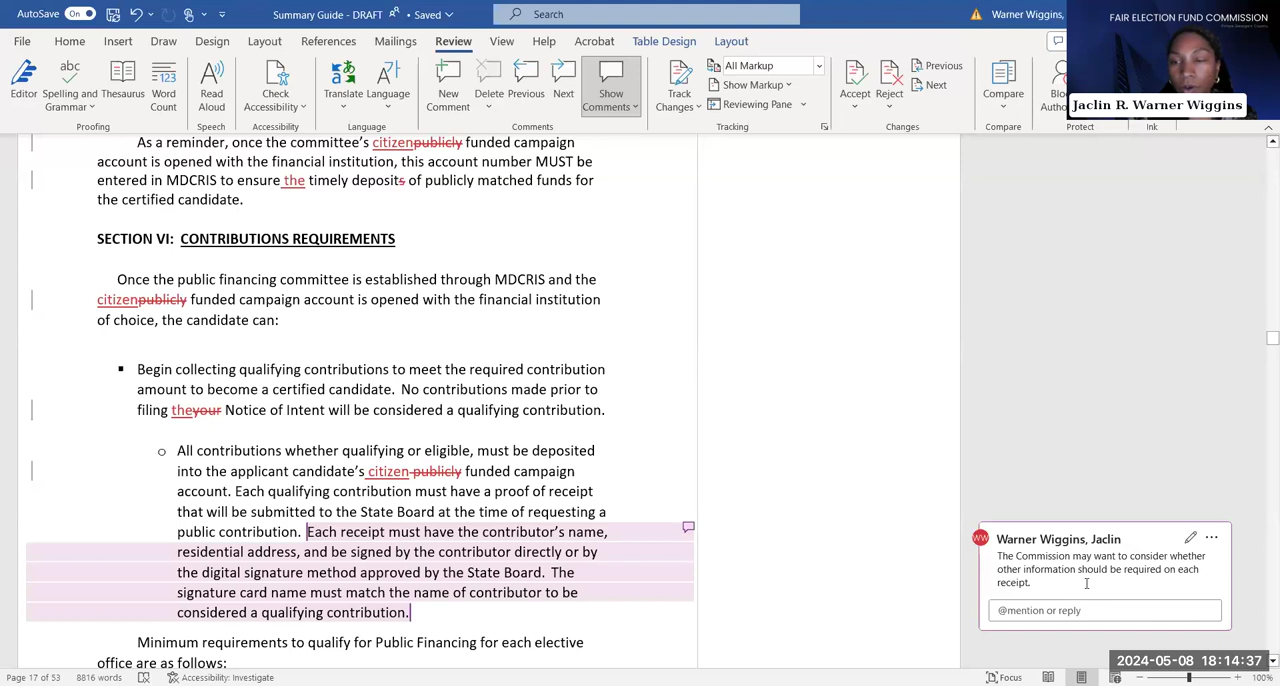 AutoSave On Summary Guide - DRAFT Saved Search Warner Wiggins,
FAIR ELECTION FUND COMMISSION
File Home Insert Draw Design Layout References Mailings Review View Help Acrobat Table Design Layout
Editor Spelling and Grammar Thesaurus Word Count Read Aloud Check Accessibility Translate Language New Comment Delete Previous Next Show Comments Track Changes All Markup Show Markup Reviewing Pane Accept Reject Previous Next Compare
Jaclin R. Warner Wiggins
Proofing Speech Accessibility Language Comments Tracking Changes Compare Protect Ink
As a reminder, once the committee’s citizenpublicly funded campaign
account is opened with the financial institution, this account number MUST be
entered in MDCRIS to ensure the timely deposits of publicly matched funds for
the certified candidate.
SECTION VI: CONTRIBUTIONS REQUIREMENTS
Once the public financing committee is established through MDCRIS and the
citizenpublicly funded campaign account is opened with the financial institution
of choice, the candidate can:
▪ Begin collecting qualifying contributions to meet the required contribution
amount to become a certified candidate. No contributions made prior to
filing theyour Notice of Intent will be considered a qualifying contribution.
o All contributions whether qualifying or eligible, must be deposited
into the applicant candidate’s citizen publicly funded campaign
account. Each qualifying contribution must have a proof of receipt
that will be submitted to the State Board at the time of requesting a
public contribution. Each receipt must have the contributor’s name,
residential address, and be signed by the contributor directly or by
the digital signature method approved by the State Board. The
signature card name must match the name of contributor to be
considered a qualifying contribution.
Minimum requirements to qualify for Public Financing for each elective
office are as follows:
WW Warner Wiggins, Jaclin
The Commission may want to consider whether
other information should be required on each
receipt.
@mention or reply
2024-05-08 18:14:37
Page 17 of 53 8816 words Accessibility: Investigate Focus 100%